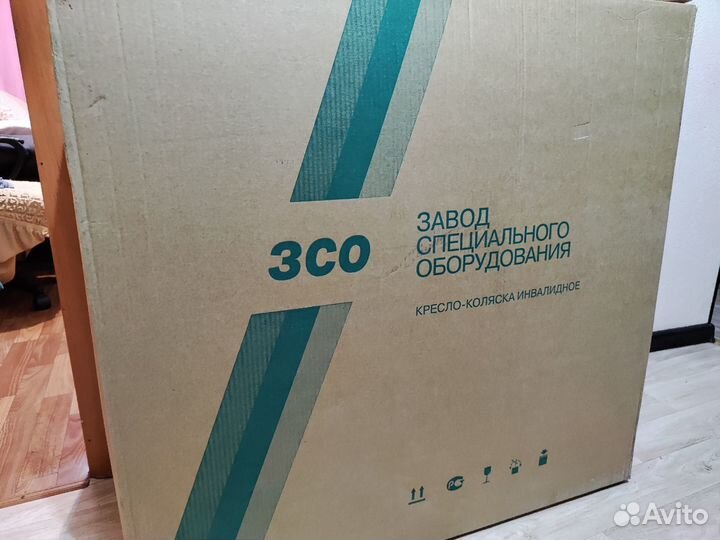 ЗСО
ЗАВОД
СПЕЦИАЛЬНОГО
ОБОРУДОВАНИЯ
КРЕСЛО-КОЛЯСКА ИНВАЛИДНОЕ
Avito